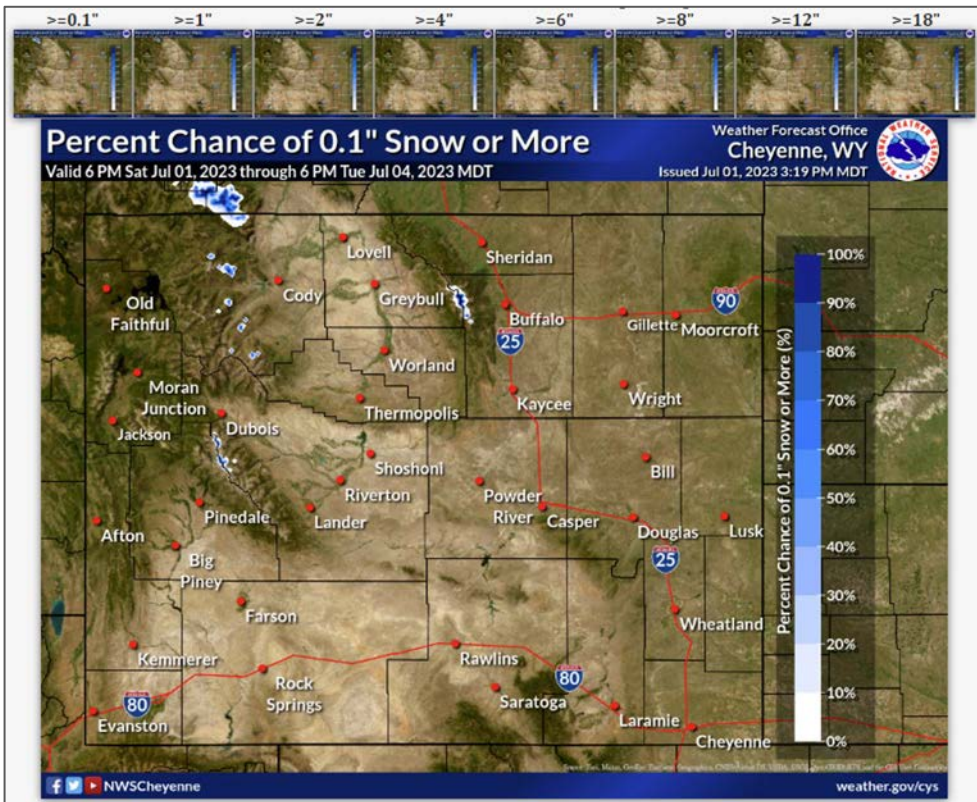 >=0.1" >=1" >=2" >=4" >=6" >=8" >=12" >=18"
Percent Chance of 0.1" Snow or More
Valid 6 PM Sat Jul 01, 2023 through 6 PM Tue Jul 04, 2023 MDT
Weather Forecast Office
Cheyenne, WY
Issued Jul 01, 2023 3:19 PM MDT
NATIONAL WEATHER SERVICE
Lovell
Sheridan
Old
Faithful
Cody
Greybull
Buffalo
Gillette
Moorcroft
90
25
Worland
Moran
Junction
Thermopolis
Kaycee
Wright
Jackson
Dubois
Shoshoni
Bill
Riverton
Powder
River
Pinedale
Lander
Casper
Douglas
Lusk
Afton
Big
Piney
25
Farson
Wheatland
Kemmerer
Rawlins
Rock
Springs
80
Saratoga
80
Evanston
Laramie
Cheyenne
Percent Chance of 0.1" Snow or More (%)
100%
90%
80%
70%
60%
50%
40%
30%
20%
10%
0%
NWSCheyenne
weather.gov/cys